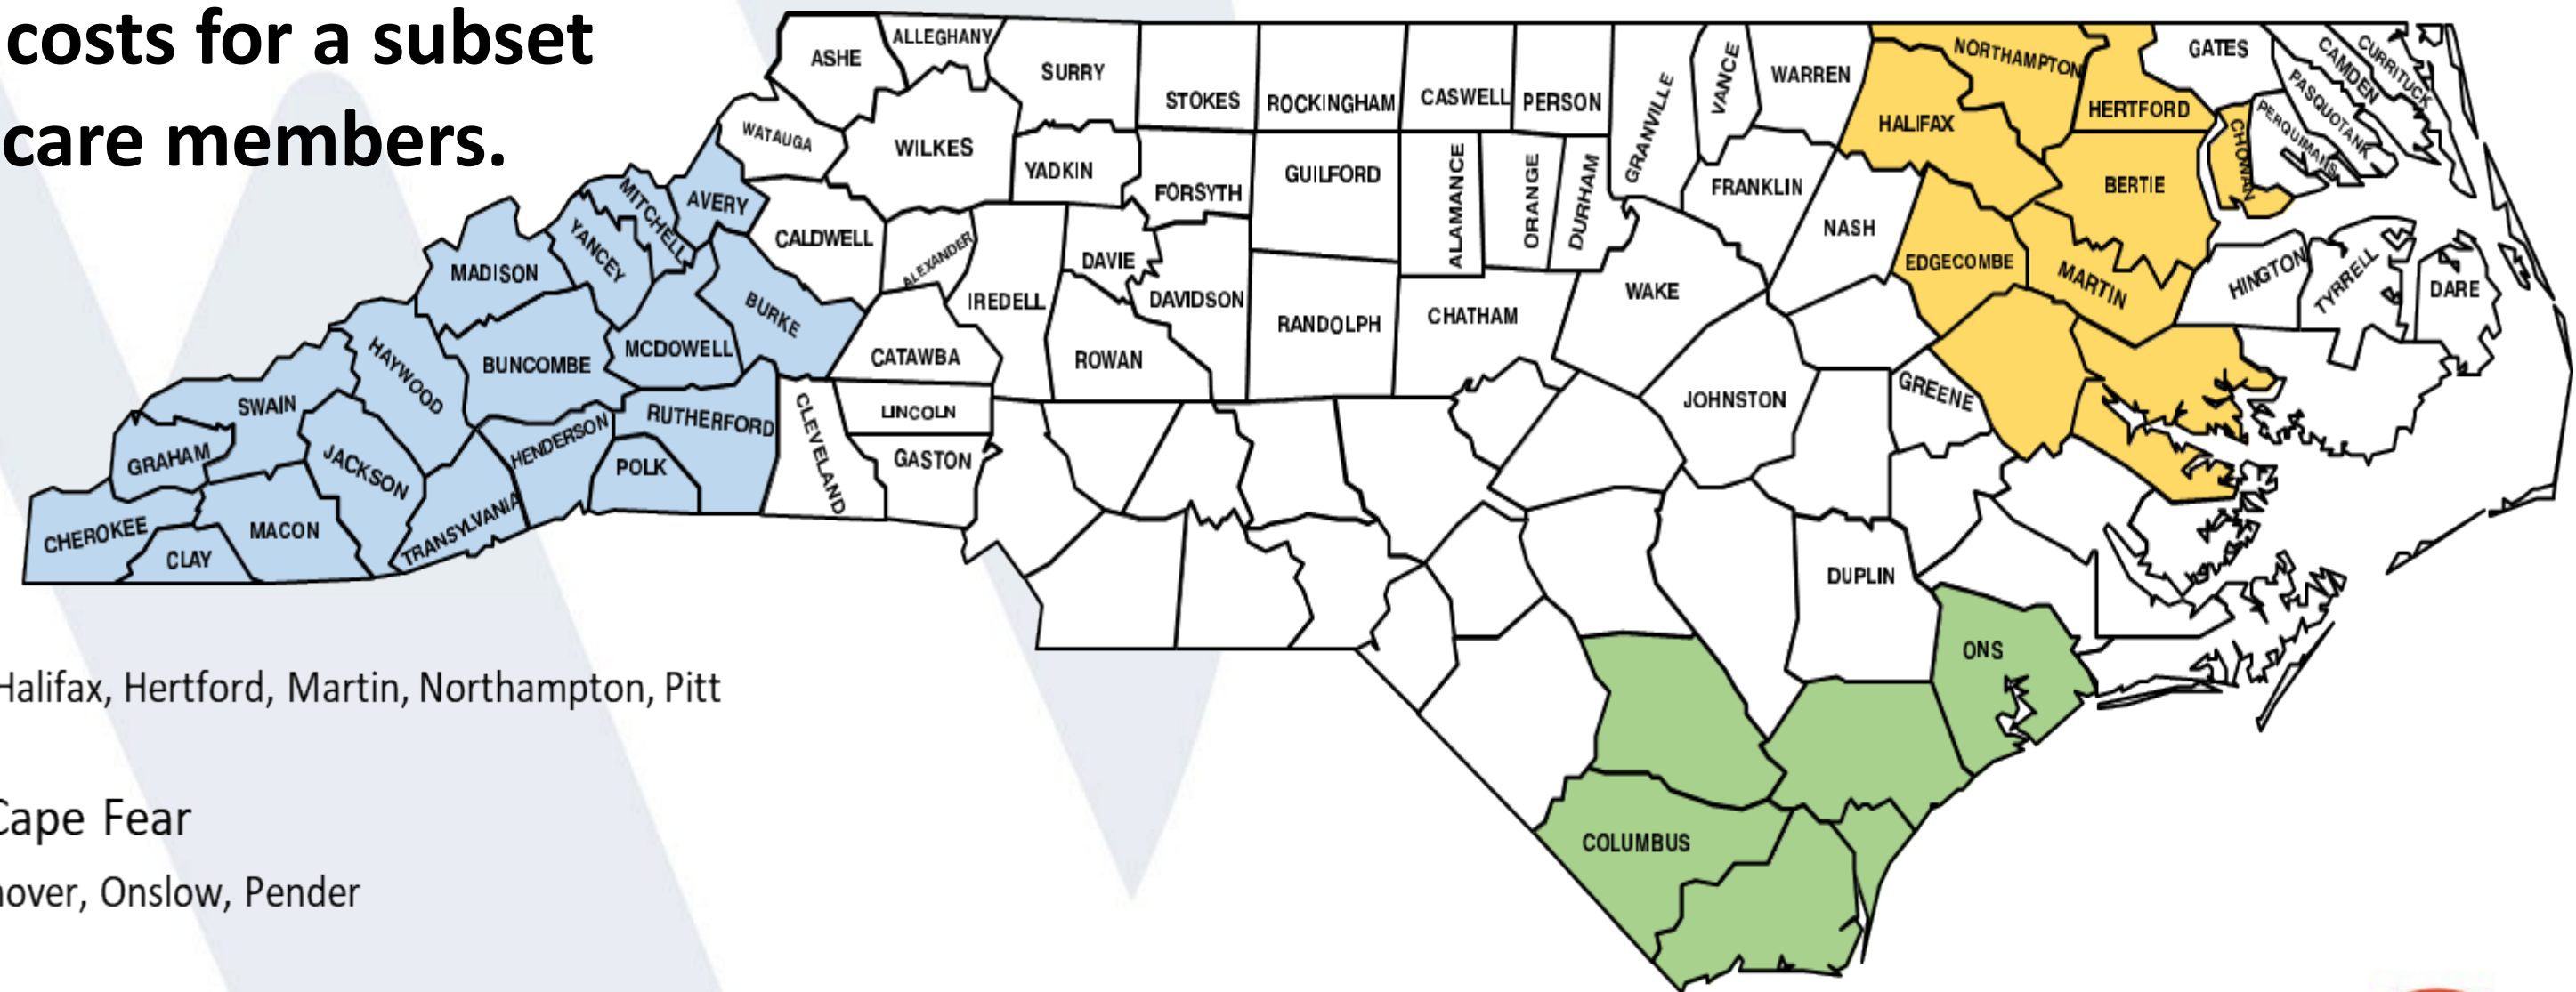 costs for a subset
care members.
ASHE
ALLEGHANY
SURRY
STOKES
ROCKINGHAM
CASWELL
PERSON
GRANVILLE
VANCE
WARREN
NORTHAMPTON
HALIFAX
HERTFORD
GATES
CURRITUCK
CAMDEN
PASQUOTANK
PERQUIMANS
CHOWAN
WATAUGA
WILKES
YADKIN
FORSYTH
GUILFORD
ALAMANCE
ORANGE
DURHAM
FRANKLIN
NASH
BERTIE
EDGECOMBE
MARTIN
HINGTON
TYRRELL
DARE
MITCHELL
AVERY
CALDWELL
ALEXANDER
DAVIE
IREDELL
DAVIDSON
YANCEY
MADISON
BURKE
RANDOLPH
CHATHAM
WAKE
HAYWOOD
BUNCOMBE
MCDOWELL
CATAWBA
ROWAN
SWAIN
RUTHERFORD
CLEVELAND
LINCOLN
JOHNSTON
GREENE
GRAHAM
JACKSON
HENDERSON
POLK
GASTON
CHEROKEE
CLAY
MACON
TRANSYLVANIA
DUPLIN
ONS
COLUMBUS
Halifax, Hertford, Martin, Northampton, Pitt
Cape Fear
nover, Onslow, Pender